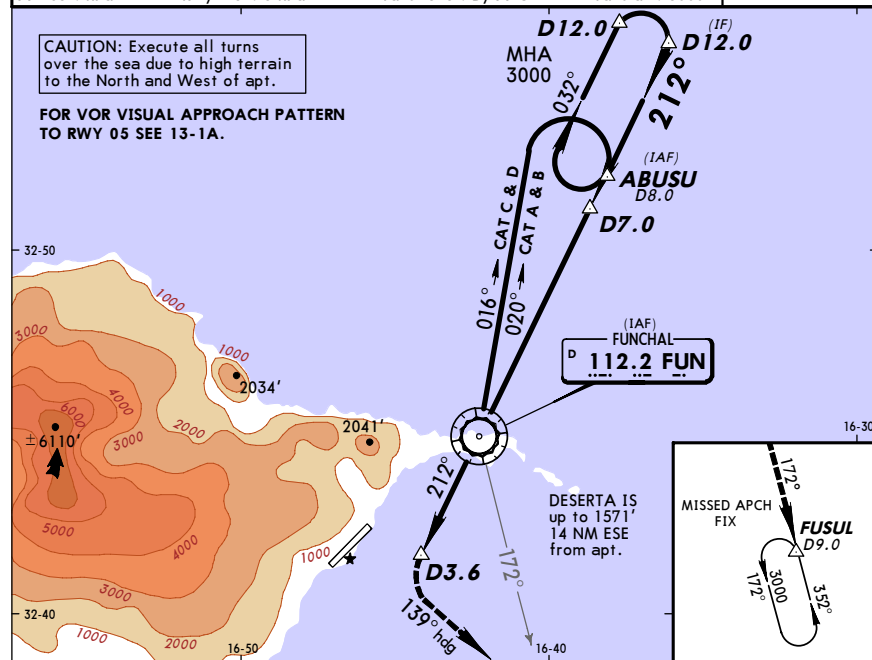 CAUTION: Execute all turns
over the sea due to high terrain
to the North and West of apt.
FOR VOR VISUAL APPROACH PATTERN
TO RWY 05 SEE 13-1A.
D12.0
(IF)
D12.0
MHA
3000
032°
212°
(IAF)
ABUSU
D8.0
D7.0
CAT C & D
016°
CAT A & B
020°
32-50
1000
3000
1000
2034'
4000
6000
2000
3000
2041'
±6110'
5000
4000
3000
2000
1000
1000
(IAF)
FUNCHAL
D 112.2 FUN
16-30
212°
D3.6
139° hdg
172°
DESERTA IS
up to 1571'
14 NM ESE
from apt.
172°
MISSED APCH
FIX
FUSUL
D9.0
3000
172°
352°
32-40
16-50
16-40